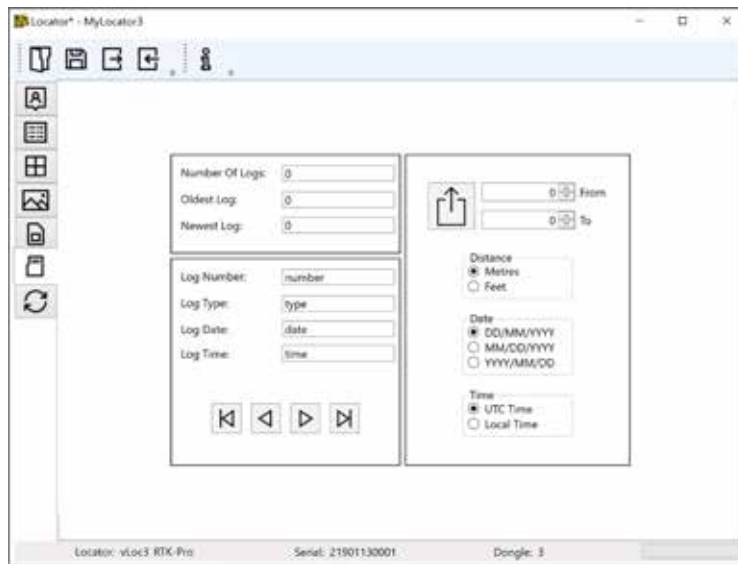 Locator* - MyLocator3
Number Of Logs: 0
Oldest Log: 0
Newest Log: 0
Log Number: number
Log Type: type
Log Date: date
Log Time: time
0 From
0 To
Distance
Metres
Feet
Date
DD/MM/YYYY
MM/DD/YYYY
YYYY/MM/DD
Time
UTC Time
Local Time
Locator: vLoc3 RTK-Pro Serial: 21901130001 Dongle: 3